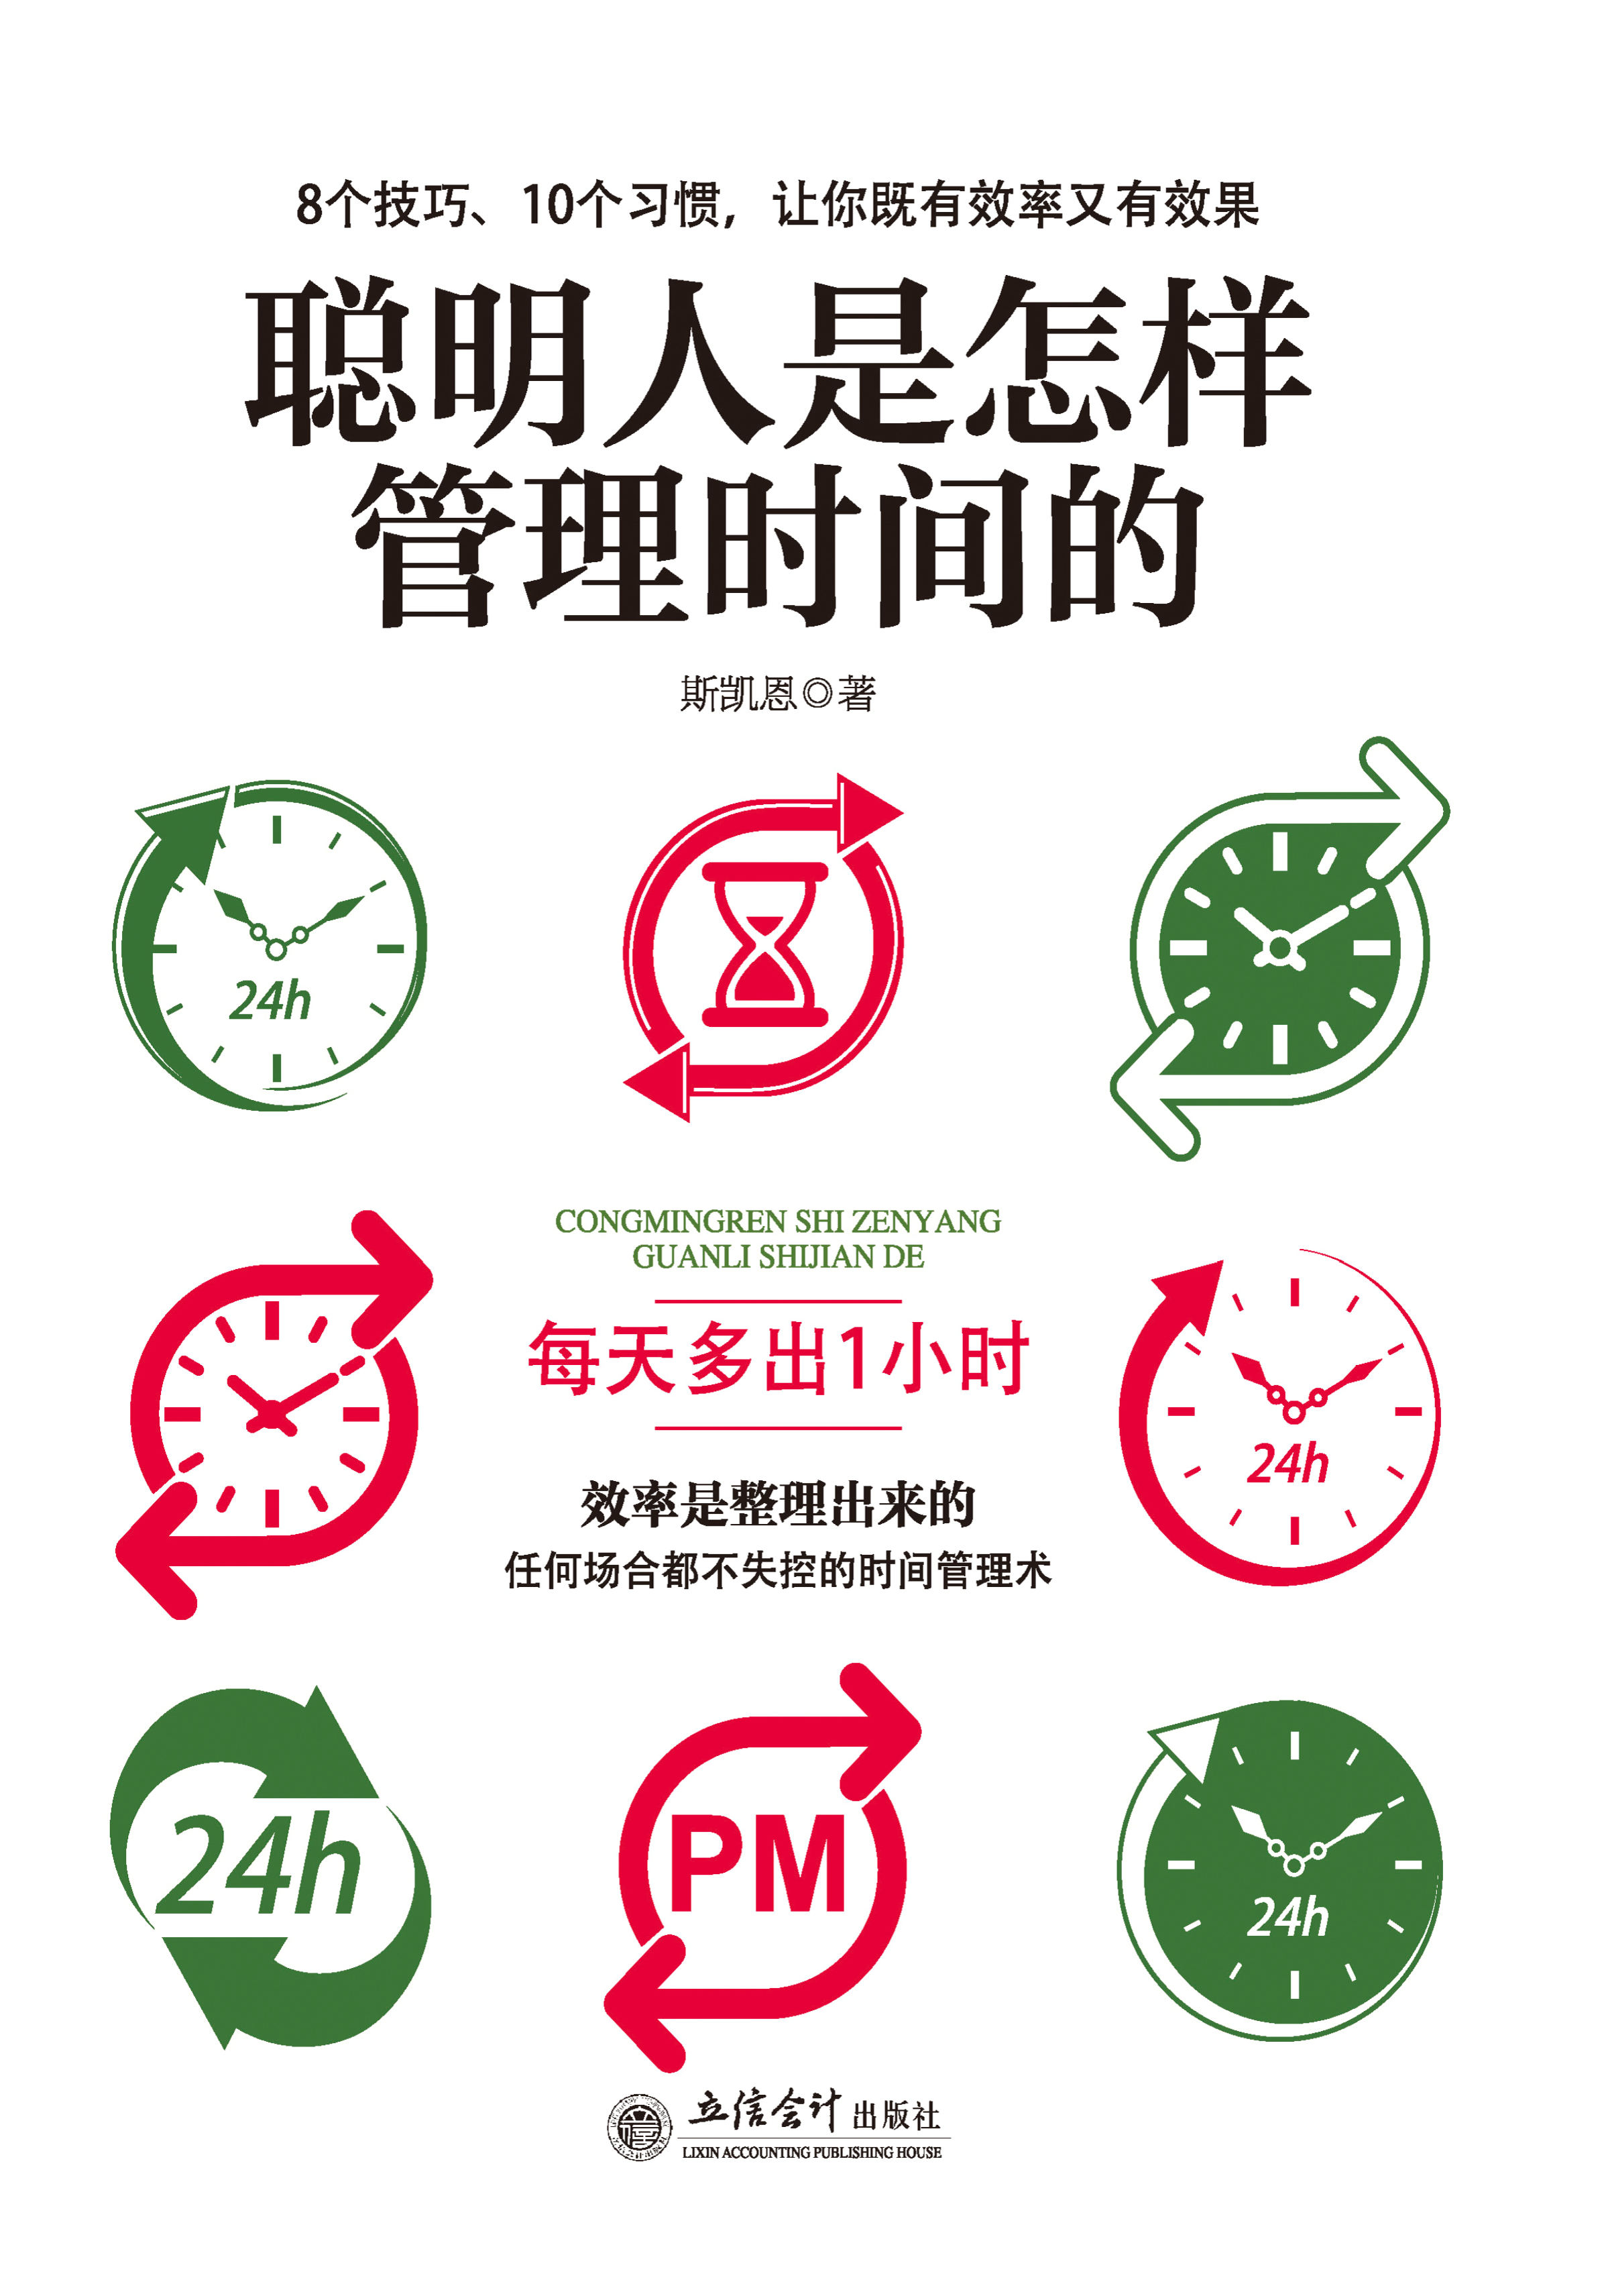 8个技巧、10个习惯，让你既有效率又有效果
聪明人是怎样
管理时间的
斯凯恩◎著
24h
CONGMINGREN SHI ZENYANG
GUANLI SHIJIAN DE
每天多出1小时
24h
效率是整理出来的
任何场合都不失控的时间管理术
24h
PM
24h
立信会计出版社
LIXIN ACCOUNTING PUBLISHING HOUSE